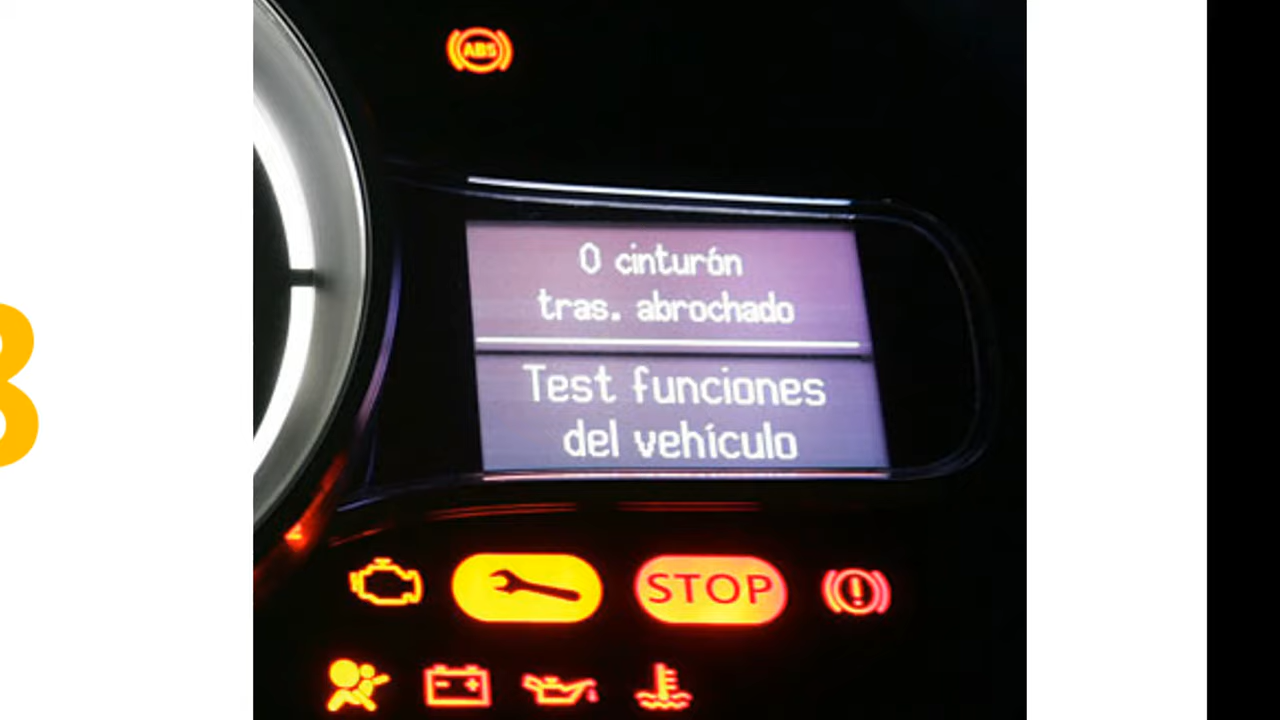 ABS
0 cinturón
tras. abrochado
Test funciones
del vehículo
STOP